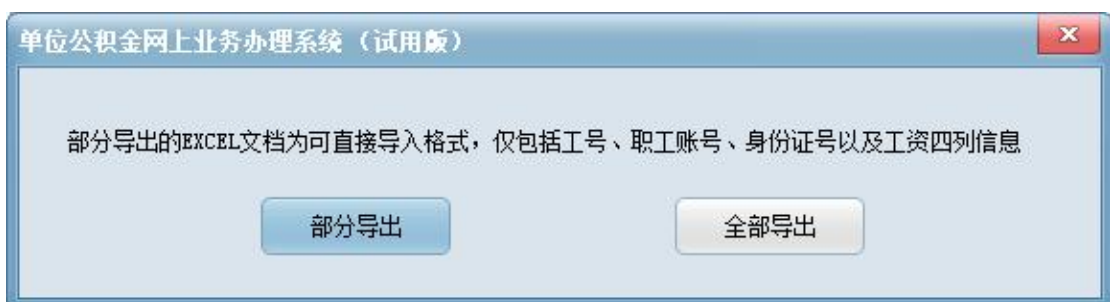 单位公积金网上业务办理系统（试用版）
部分导出的EXCEL文档为可直接导入格式，仅包括工号、职工账号、身份证号以及工资四列信息
部分导出
全部导出